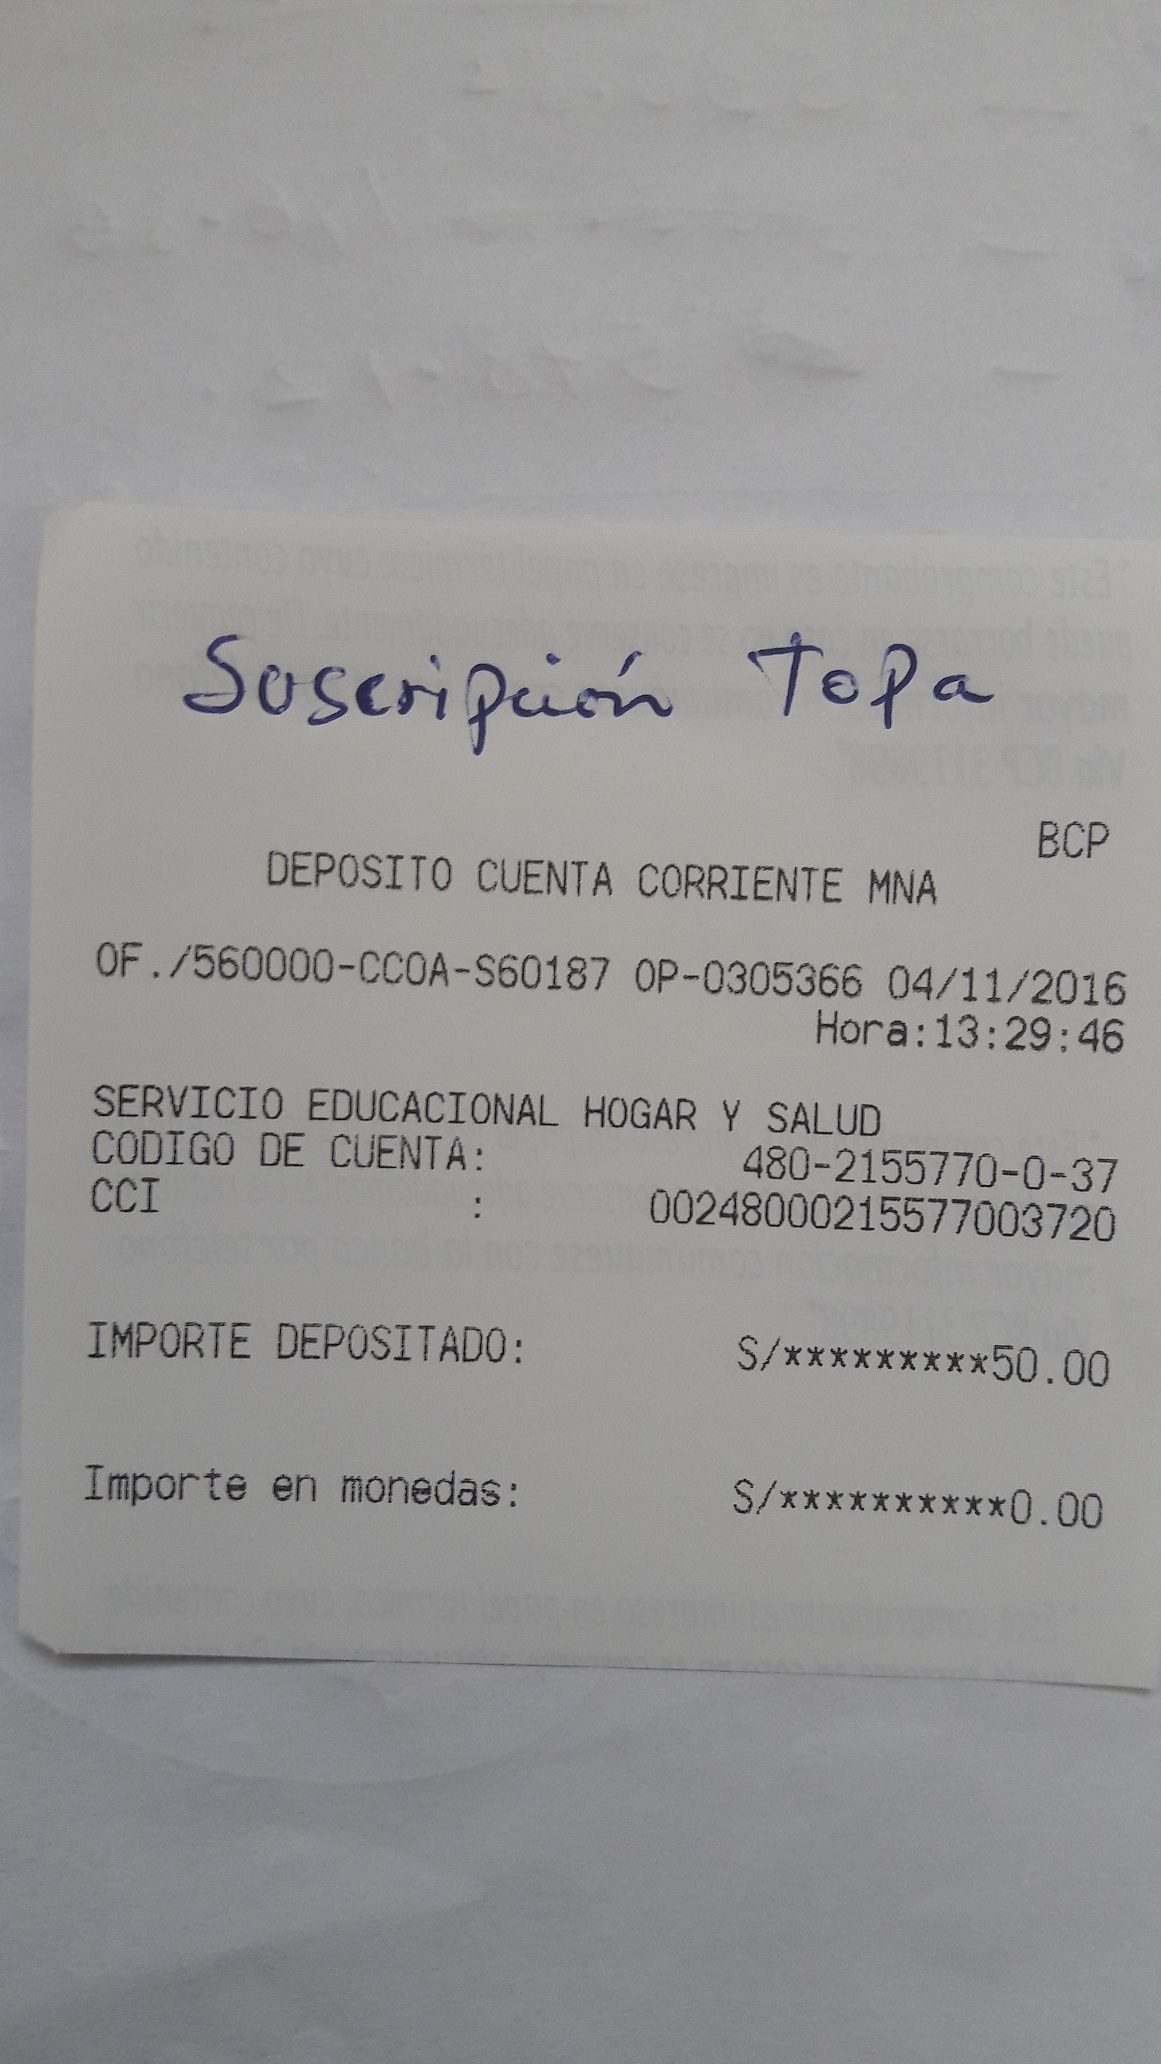 Suscripción Topa
BCP
DEPOSITO CUENTA CORRIENTE MNA
OF./560000-CCOA-S60187 OP-0305366 04/11/2016
Hora:13:29:46
SERVICIO EDUCACIONAL HOGAR Y SALUD
CODIGO DE CUENTA: 480-2155770-0-37
CCI : 00248000215577003720
IMPORTE DEPOSITADO: S/*********50.00
Importe en monedas: S/**********0.00